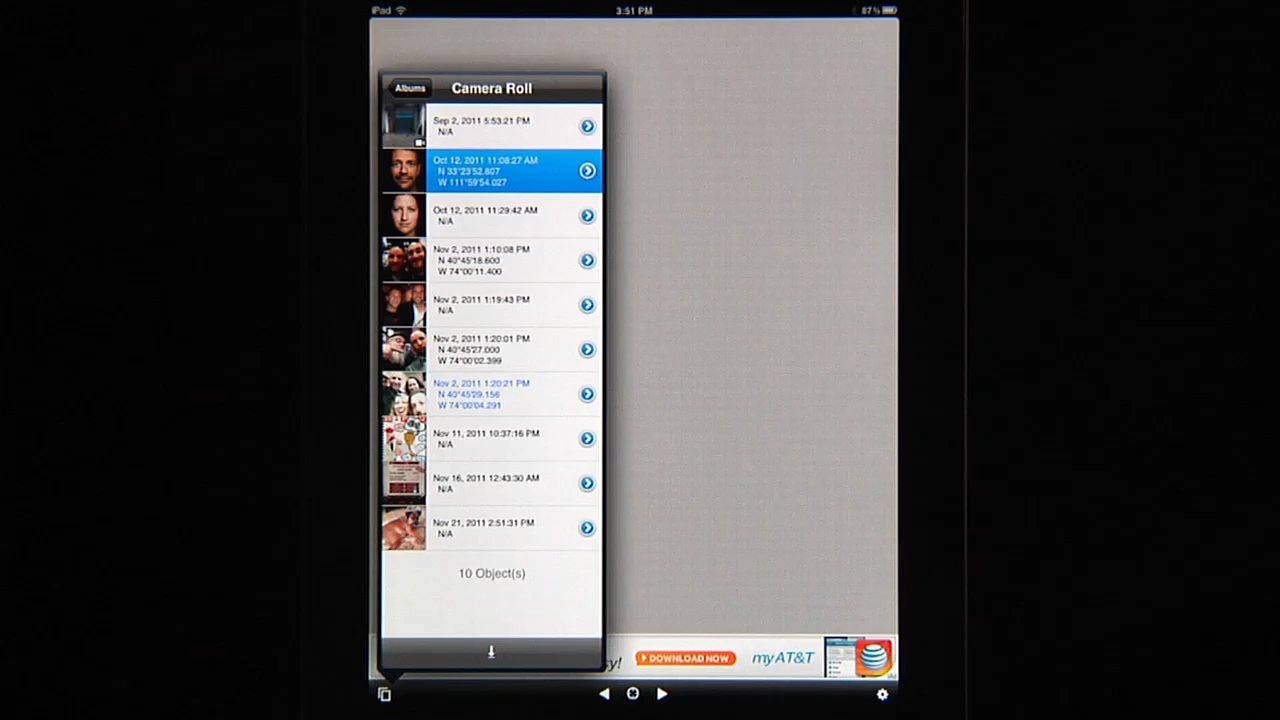 iPad
3:51 PM
87%
Albums
Camera Roll
Sep 2, 2011 5:53:21 PM
N/A
Oct 12, 2011 11:08:27 AM
N 33°23'52.807
W 111°59'54.027
Oct 12, 2011 11:29:42 AM
N/A
Nov 2, 2011 1:10:08 PM
N 40°45'18.600
W 74°00'11.400
Nov 2, 2011 1:19:43 PM
N/A
Nov 2, 2011 1:20:01 PM
N 40°45'27.000
W 74°00'02.399
Nov 2, 2011 1:20:21 PM
N 40°45'29.156
W 74°00'04.291
Nov 11, 2011 10:37:16 PM
N/A
Nov 16, 2011 12:43:30 AM
N/A
Nov 21, 2011 2:51:31 PM
N/A
10 Object(s)
sy!
DOWNLOAD NOW
myAT&T